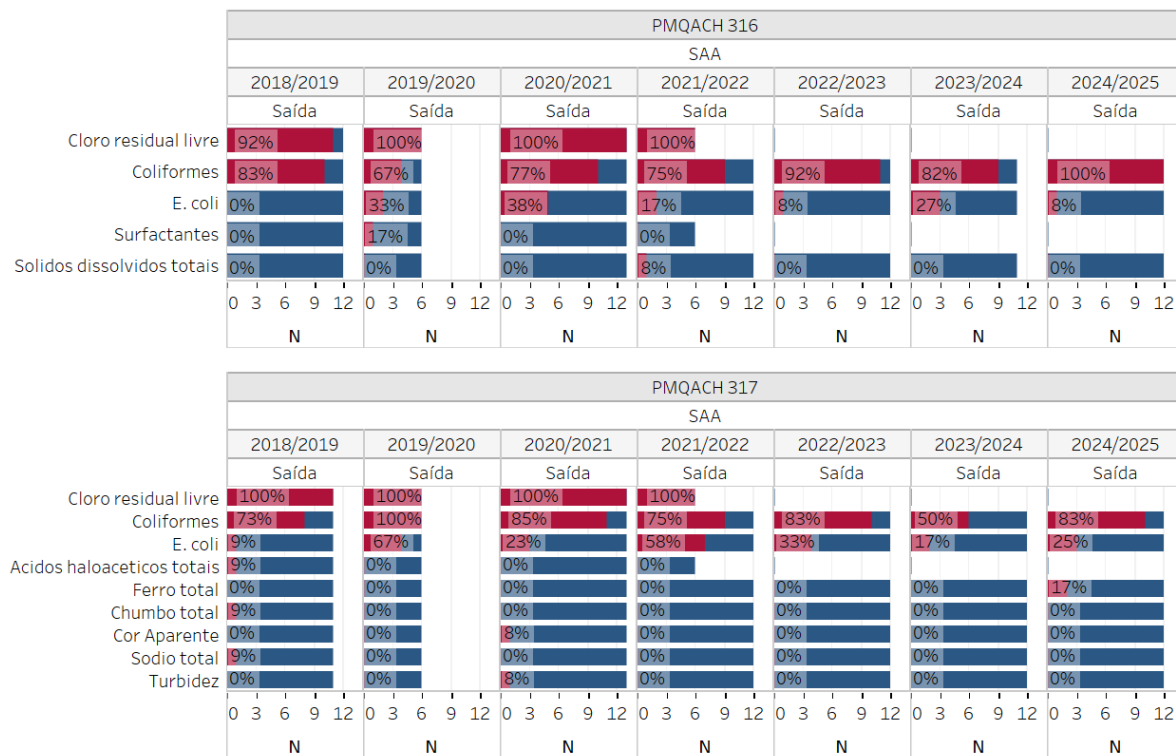 PMQACH 316
SAA
2018/2019 2019/2020 2020/2021 2021/2022 2022/2023 2023/2024 2024/2025
Saída Saída Saída Saída Saída Saída Saída
Cloro residual livre 92% 100% 100% 100%
Coliformes 83% 67% 77% 75% 92% 82% 100%
E. coli 0% 33% 38% 17% 8% 27% 8%
Surfactantes 0% 17% 0% 0%
Solidos dissolvidos totais 0% 0% 0% 8% 0% 0% 0%
0 3 6 9 12 0 3 6 9 12 0 3 6 9 12 0 3 6 9 12 0 3 6 9 12 0 3 6 9 12 0 3 6 9 12
N N N N N N N
PMQACH 317
SAA
2018/2019 2019/2020 2020/2021 2021/2022 2022/2023 2023/2024 2024/2025
Saída Saída Saída Saída Saída Saída Saída
Cloro residual livre 100% 100% 100% 100%
Coliformes 73% 100% 85% 75% 83% 50% 83%
E. coli 9% 67% 23% 58% 33% 17% 25%
Acidos haloaceticos totais 9% 0% 0% 0%
Ferro total 0% 0% 0% 0% 0% 0% 17%
Chumbo total 9% 0% 0% 0% 0% 0% 0%
Cor Aparente 0% 0% 8% 0% 0% 0% 0%
Sodio total 9% 0% 0% 0% 0% 0% 0%
Turbidez 0% 0% 8% 0% 0% 0% 0%
0 3 6 9 12 0 3 6 9 12 0 3 6 9 12 0 3 6 9 12 0 3 6 9 12 0 3 6 9 12 0 3 6 9 12
N N N N N N N